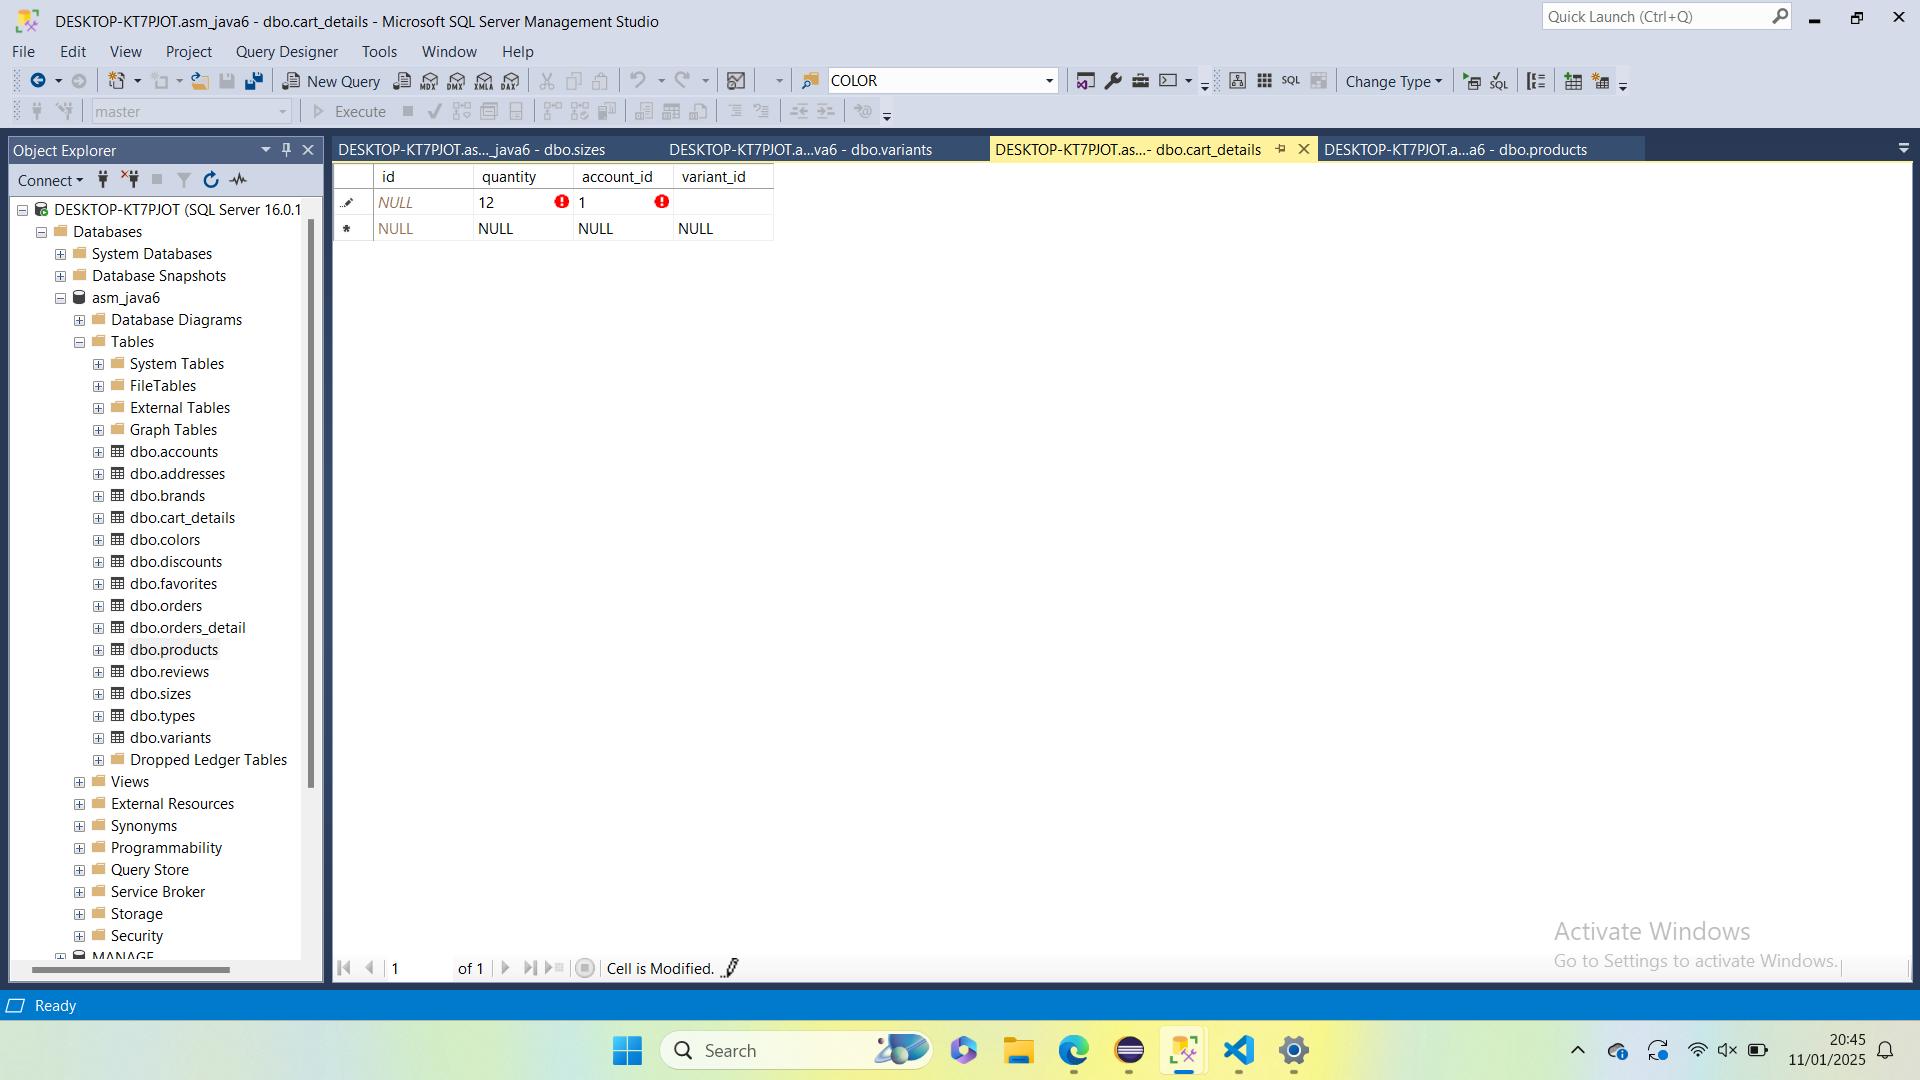 DESKTOP-KT7PJOT.asm_java6 - dbo.cart_details - Microsoft SQL Server Management Studio
Quick Launch (Ctrl+Q)
File Edit View Project Query Designer Tools Window Help
New Query MDX DMX XMLA DAX COLOR SQL Change Type SQL
master Execute
Object Explorer
DESKTOP-KT7PJOT.as..._java6 - dbo.sizes DESKTOP-KT7PJOT.a...va6 - dbo.variants DESKTOP-KT7PJOT.as...- dbo.cart_details DESKTOP-KT7PJOT.a...a6 - dbo.products
Connect
id quantity account_id variant_id
NULL 12 1
NULL NULL NULL NULL
DESKTOP-KT7PJOT (SQL Server 16.0.1
Databases
System Databases
Database Snapshots
asm_java6
Database Diagrams
Tables
System Tables
FileTables
External Tables
Graph Tables
dbo.accounts
dbo.addresses
dbo.brands
dbo.cart_details
dbo.colors
dbo.discounts
dbo.favorites
dbo.orders
dbo.orders_detail
dbo.products
dbo.reviews
dbo.sizes
dbo.types
dbo.variants
Dropped Ledger Tables
Views
External Resources
Synonyms
Programmability
Query Store
Service Broker
Storage
Security
MANAGE
Activate Windows
Go to Settings to activate Windows.
1 of 1 Cell is Modified.
Ready
Search
20:45
11/01/2025